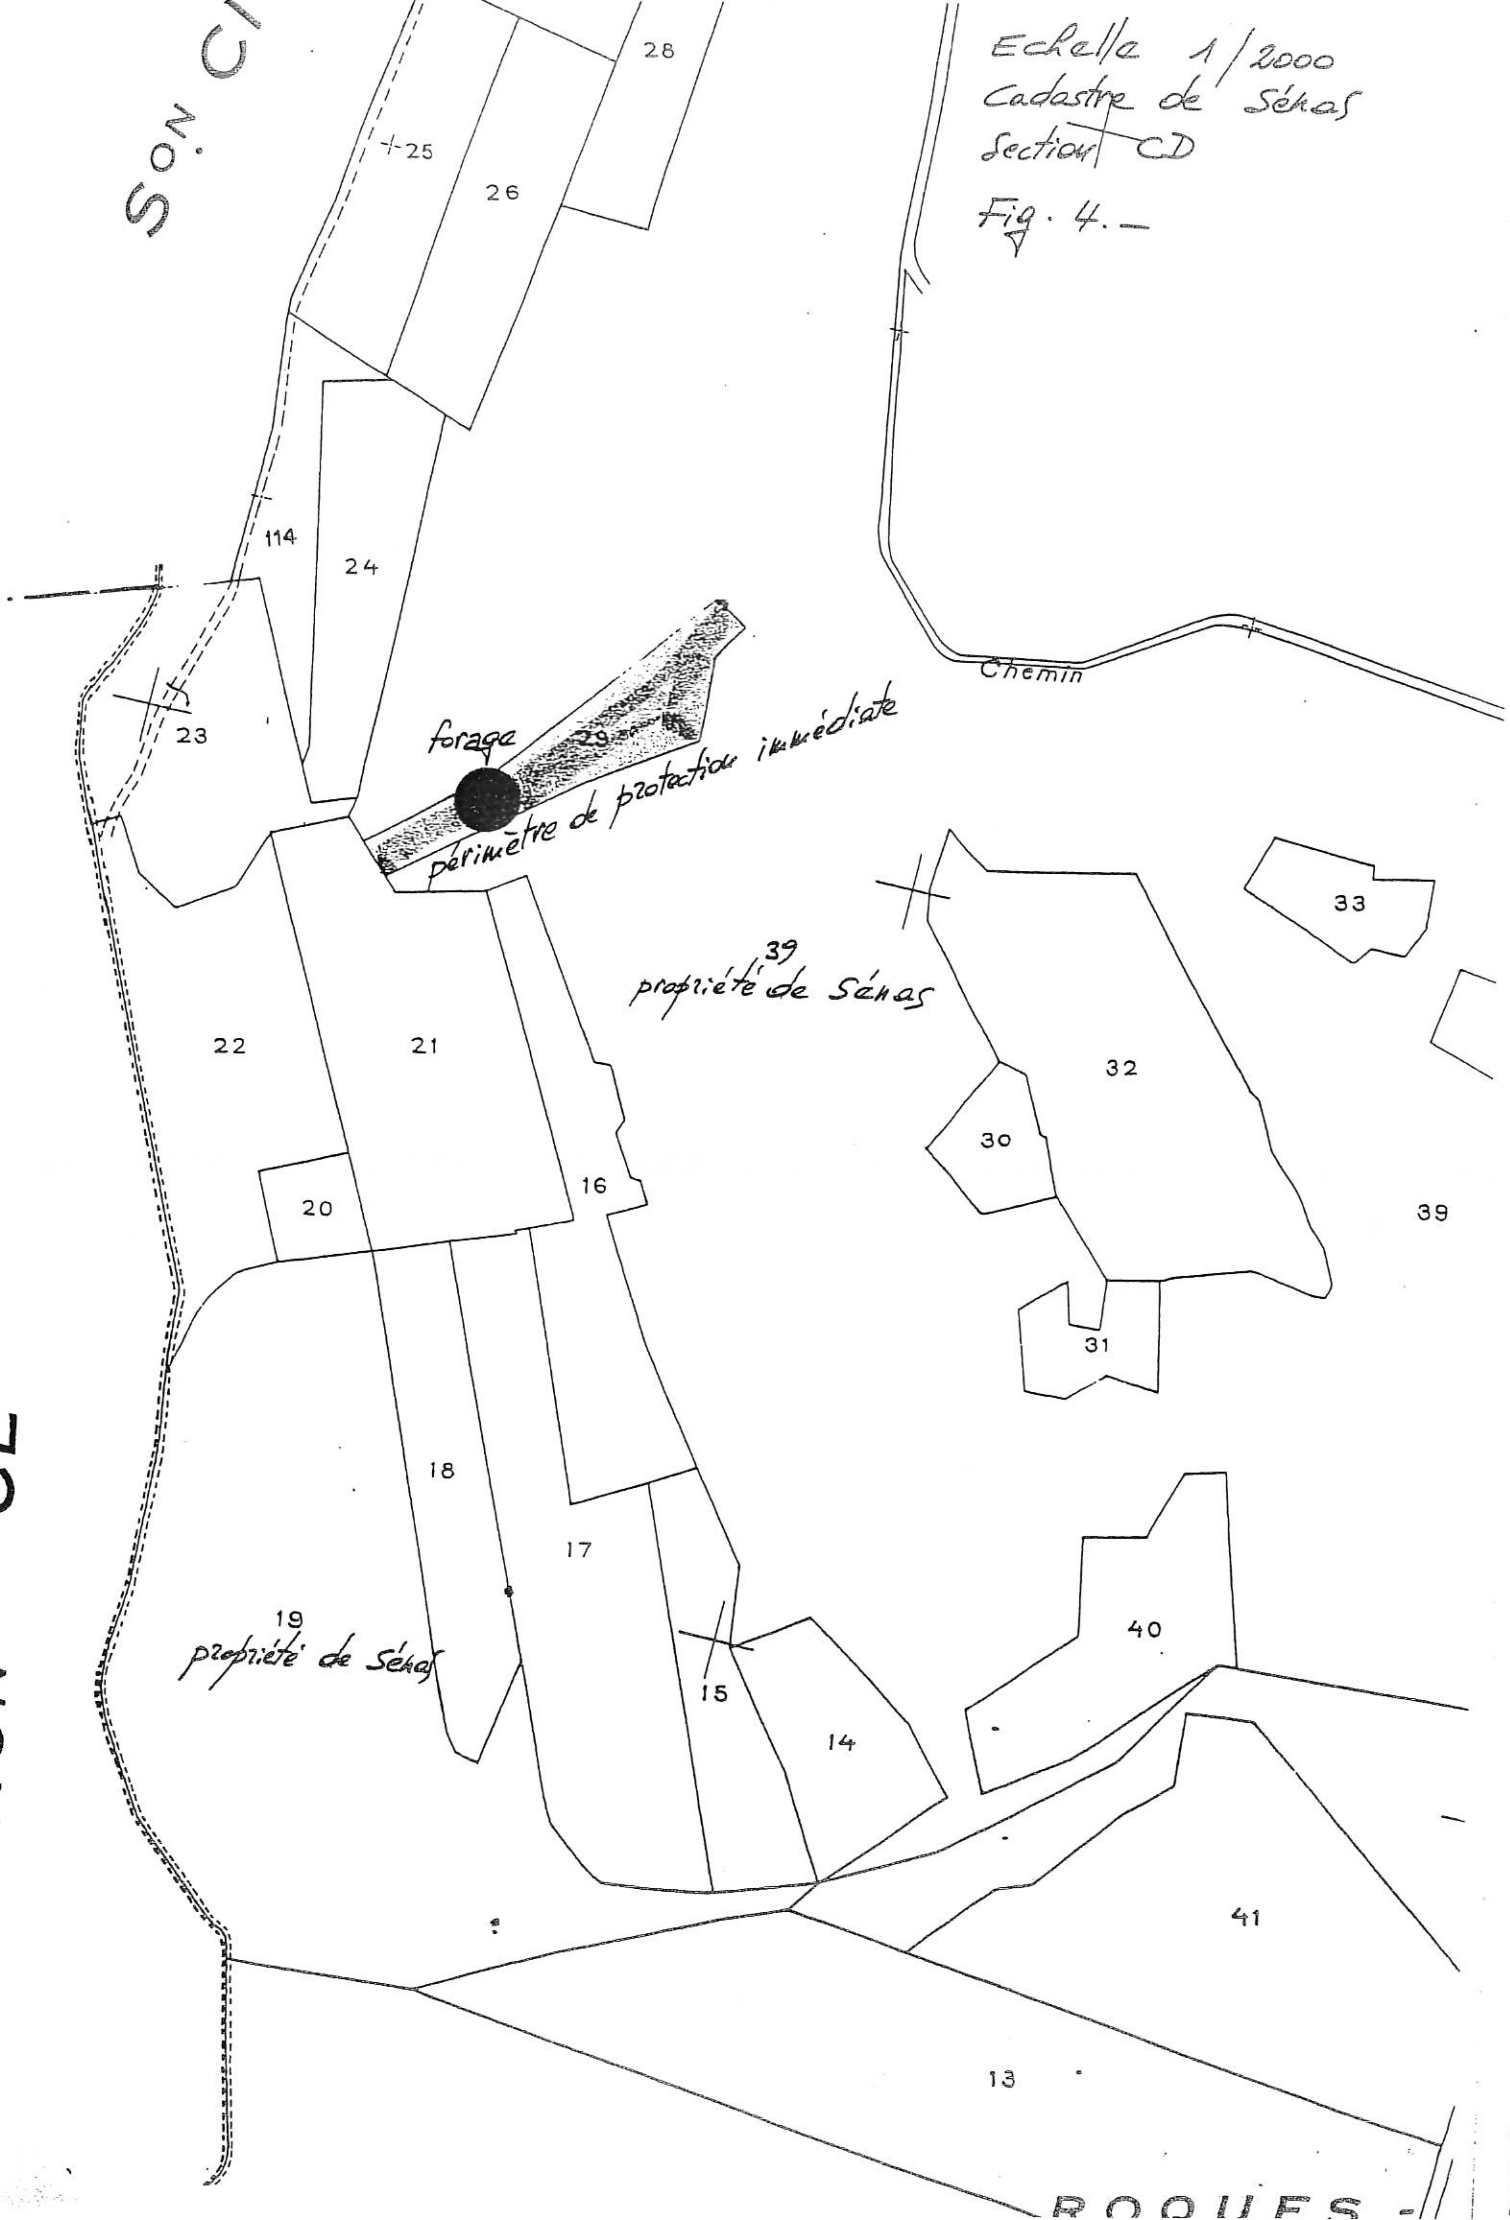 Echelle 1/2000
Cadastre de Sénas
Section CD
Fig. 4.-
Son CI
28
25
26
114
24
23
Chemin
forage
29
périmètre de protection immédiate
33
39
propriété de Sénas
22
21
32
30
16
20
39
31
18
17
19
propriété de Sénas
40
15
14
41
13
ROQUES -